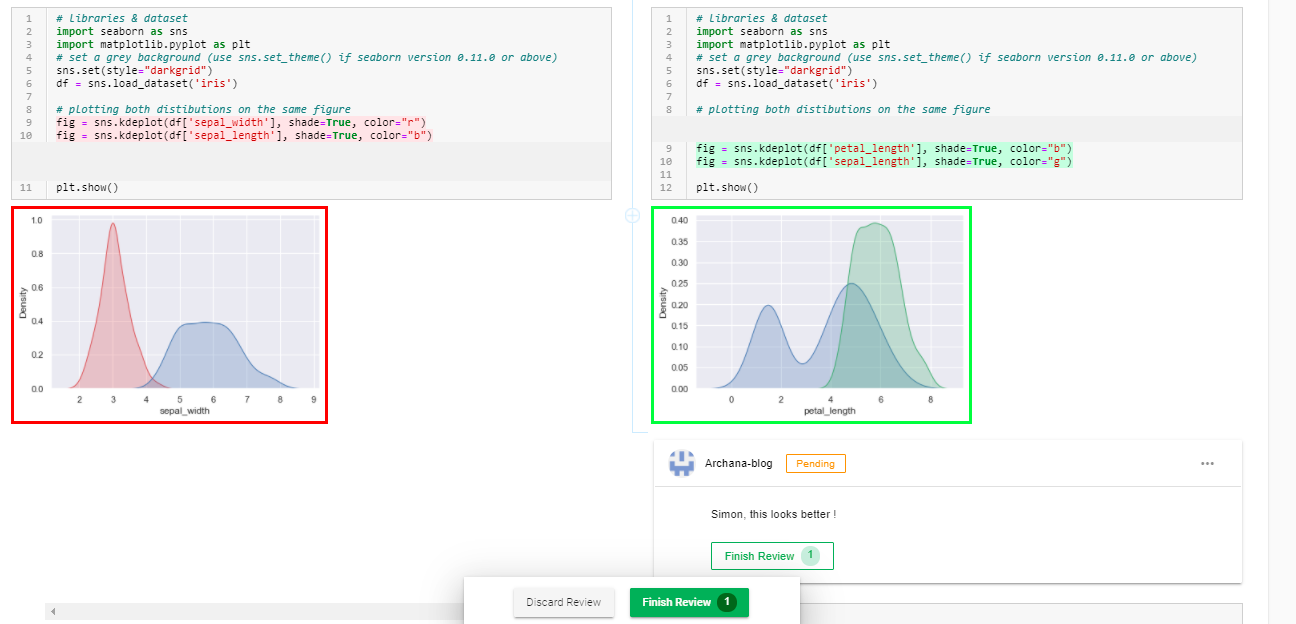 1 # libraries & dataset
2 import seaborn as sns
3 import matplotlib.pyplot as plt
4 # set a grey background (use sns.set_theme() if seaborn version 0.11.0 or above)
5 sns.set(style="darkgrid")
6 df = sns.load_dataset('iris')
7
8 # plotting both distibutions on the same figure
9 fig = sns.kdeplot(df['sepal_width'], shade=True, color="r")
10 fig = sns.kdeplot(df['sepal_length'], shade=True, color="b")
11 plt.show()
1.0
0.8
0.6
0.4
0.2
0.0
Density
2 3 4 5 6 7 8 9
sepal_width
1 # libraries & dataset
2 import seaborn as sns
3 import matplotlib.pyplot as plt
4 # set a grey background (use sns.set_theme() if seaborn version 0.11.0 or above)
5 sns.set(style="darkgrid")
6 df = sns.load_dataset('iris')
7
8 # plotting both distibutions on the same figure
9 fig = sns.kdeplot(df['petal_length'], shade=True, color="b")
10 fig = sns.kdeplot(df['sepal_length'], shade=True, color="g")
11
12 plt.show()
0.40
0.35
0.30
0.25
0.20
0.15
0.10
0.05
0.00
Density
0 2 4 6 8
petal_length
Archana-blog Pending
Simon, this looks better !
Finish Review 1
Discard Review Finish Review 1